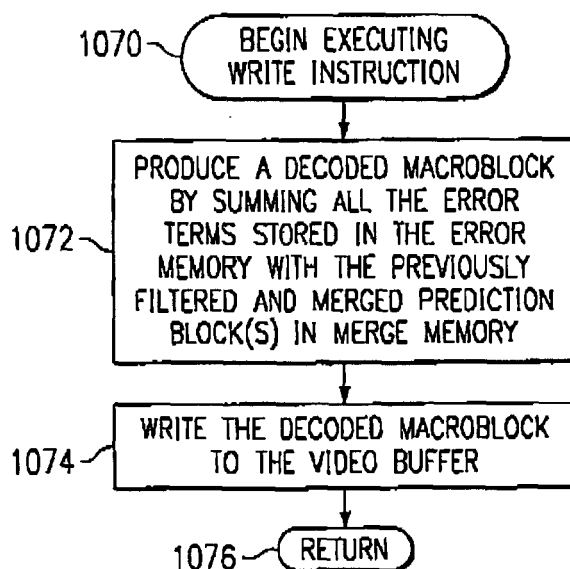 1070
BEGIN EXECUTING
WRITE INSTRUCTION
1072
PRODUCE A DECODED MACROBLOCK
BY SUMMING ALL THE ERROR
TERMS STORED IN THE ERROR
MEMORY WITH THE PREVIOUSLY
FILTERED AND MERGED PREDICTION
BLOCK(S) IN MERGE MEMORY
1074
WRITE THE DECODED MACROBLOCK
TO THE VIDEO BUFFER
1076
RETURN